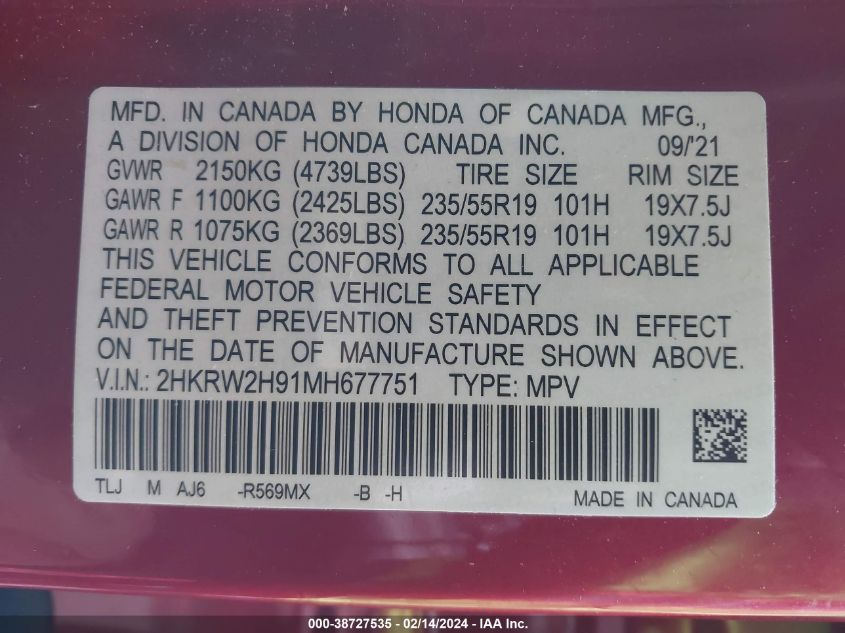 MFD. IN CANADA BY HONDA OF CANADA MFG.,
A DIVISION OF HONDA CANADA INC. 09/'21
GVWR 2150KG (4739LBS) TIRE SIZE RIM SIZE
GAWR F 1100KG (2425LBS) 235/55R19 101H 19X7.5J
GAWR R 1075KG (2369LBS) 235/55R19 101H 19X7.5J
THIS VEHICLE CONFORMS TO ALL APPLICABLE
FEDERAL MOTOR VEHICLE SAFETY
AND THEFT PREVENTION STANDARDS IN EFFECT
ON THE DATE OF MANUFACTURE SHOWN ABOVE.
V.I.N.: 2HKRW2H91MH677751 TYPE: MPV
TLJ M AJ6 -R569MX -B -H MADE IN CANADA
000-38727535 - 02/14/2024 - IAA Inc.